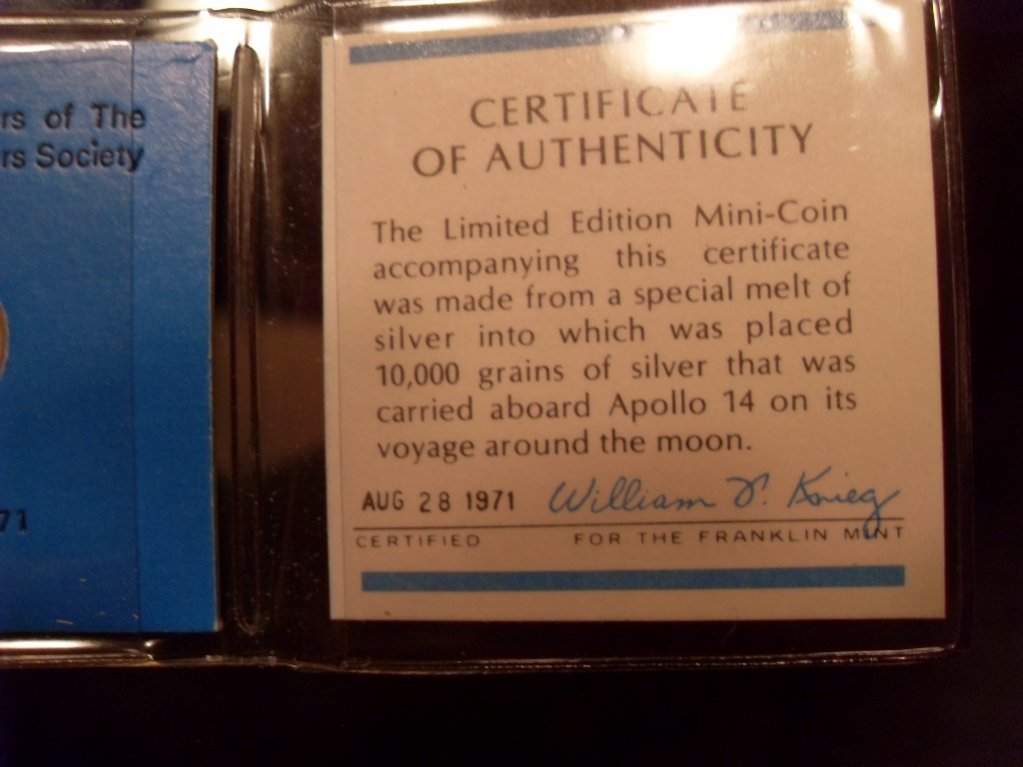 rs of The
rs Society
71
CERTIFICATE
OF AUTHENTICITY
The Limited Edition Mini-Coin
accompanying this certificate
was made from a special melt of
silver into which was placed
10,000 grains of silver that was
carried aboard Apollo 14 on its
voyage around the moon.
AUG 28 1971 William T. Krieg
CERTIFIED FOR THE FRANKLIN MINT